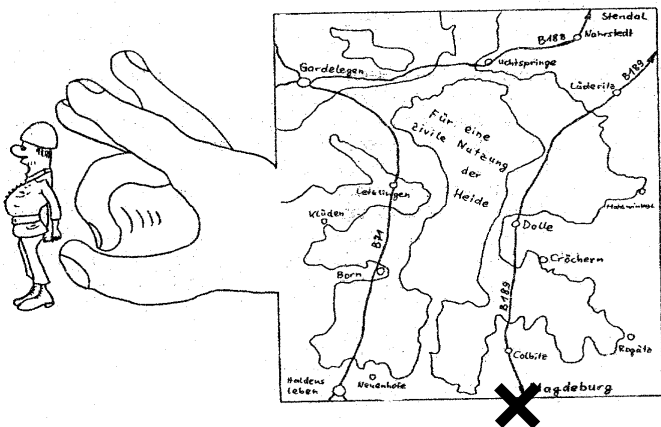 Stendal
B188
Nahrstedt
Gardelegen
Uchtspringe
B189
Lüderitz
Für eine
zivile Nutzung
der
Heide
Letzlingen
Klüden
Dolle
B71
Born
Cröchern
B189
Colbitz
Rogätz
Haldens
leben
Neuenhofe
Magdeburg